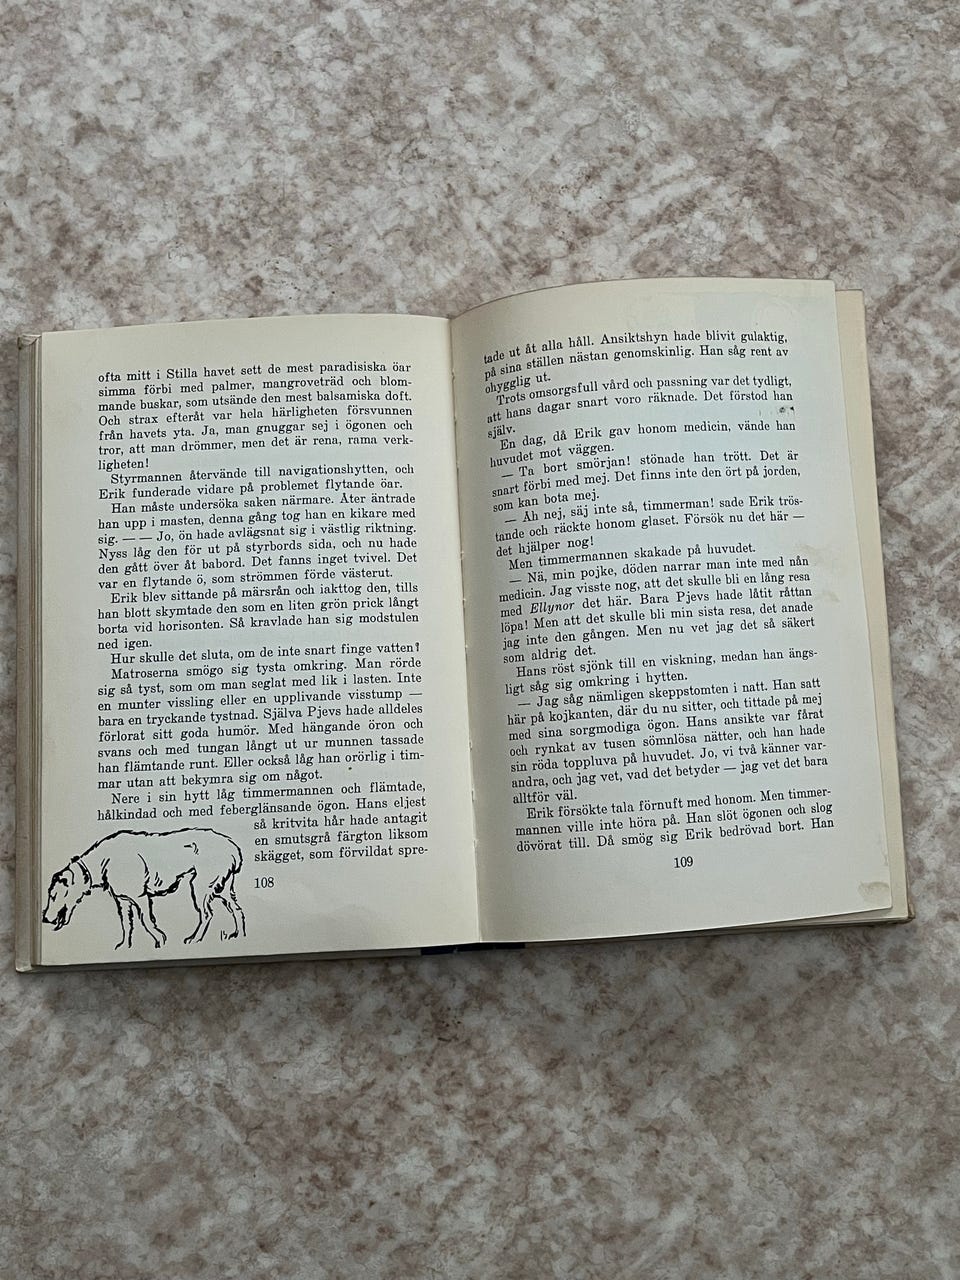 ofta mitt i Stilla havet sett de mest paradisiska öar
simma förbi med palmer, mangroveträd och blom-
mande buskar, som utsände den mest balsamiska doft.
Och strax efteråt var hela härligheten försvunnen
från havets yta. Ja, man gnuggar sej i ögonen och
tror, att man drömmer, men det är rena, rama verk-
ligheten!
Styrmannen återvände till navigationshytten, och
Erik funderade vidare på problemet flytande öar.
Han måste undersöka saken närmare. Åter äntrade
han upp i masten, denna gång tog han en kikare med
sig. — — Jo, ön hade avlägsnat sig i västlig riktning.
Nyss låg den för ut på styrbords sida, och nu hade
den gått över åt babord. Det fanns inget tvivel. Det
var en flytande ö, som strömmen förde västerut.
Erik blev sittande på märsrån och iakttog den, tills
han blott skymtade den som en liten grön prick långt
borta vid horisonten. Så kravlade han sig modstulen
ned igen.
Hur skulle det sluta, om de inte snart finge vatten?
Matroserna smögo sig tysta omkring. Man rörde
sig så tyst, som om man seglat med lik i lasten. Inte
en munter vissling eller en upplivande visstump —
bara en tryckande tystnad. Själva Pjevs hade alldeles
förlorat sitt goda humör. Med hängande öron och
svans och med tungan långt ut ur munnen tassade
han flämtande runt. Eller också låg han orörlig i tim-
mar utan att bekymra sig om något.
Nere i sin hytt låg timmermannen och flämtade,
hålkindad och med feberglänsande ögon. Hans eljest
så kritvita hår hade antagit
en smutsgrå färgton liksom
skägget, som förvildat spre-
108
tade ut åt alla håll. Ansiktshyn hade blivit gulaktig,
på sina ställen nästan genomskinlig. Han såg rent av
ohygglig ut.
Trots omsorgsfull vård och passning var det tydligt,
att hans dagar snart voro räknade. Det förstod han
själv.
En dag, då Erik gav honom medicin, vände han
huvudet mot väggen.
— Ta bort smörjan! stönade han trött. Det är
snart förbi med mej. Det finns inte den ört på jorden,
som kan bota mej.
— Åh nej, säj inte så, timmerman! sade Erik trös-
tande och räckte honom glaset. Försök nu det här —
det hjälper nog!
Men timmermannen skakade på huvudet.
— Nä, min pojke, döden narrar man inte med nån
medicin. Jag visste nog, att det skulle bli en lång resa
med Ellynor det här. Bara Pjevs hade låtit råttan
löpa! Men att det skulle bli min sista resa, det anade
jag inte den gången. Men nu vet jag det så säkert
som aldrig det.
Hans röst sjönk till en viskning, medan han ängs-
ligt såg sig omkring i hytten.
— Jag såg nämligen skeppstomten i natt. Han satt
här på kojkanten, där du nu sitter, och tittade på mej
med sina sorgmodiga ögon. Hans ansikte var fårat
och rynkat av tusen sömnlösa nätter, och han hade
sin röda toppluva på huvudet. Jo, vi två känner var-
andra, och jag vet, vad det betyder — jag vet det bara
alltför väl.
Erik försökte tala förnuft med honom. Men timmer-
mannen ville inte höra på. Han slöt ögonen och slog
dövörat till. Då smög sig Erik bedrövad bort. Han
109